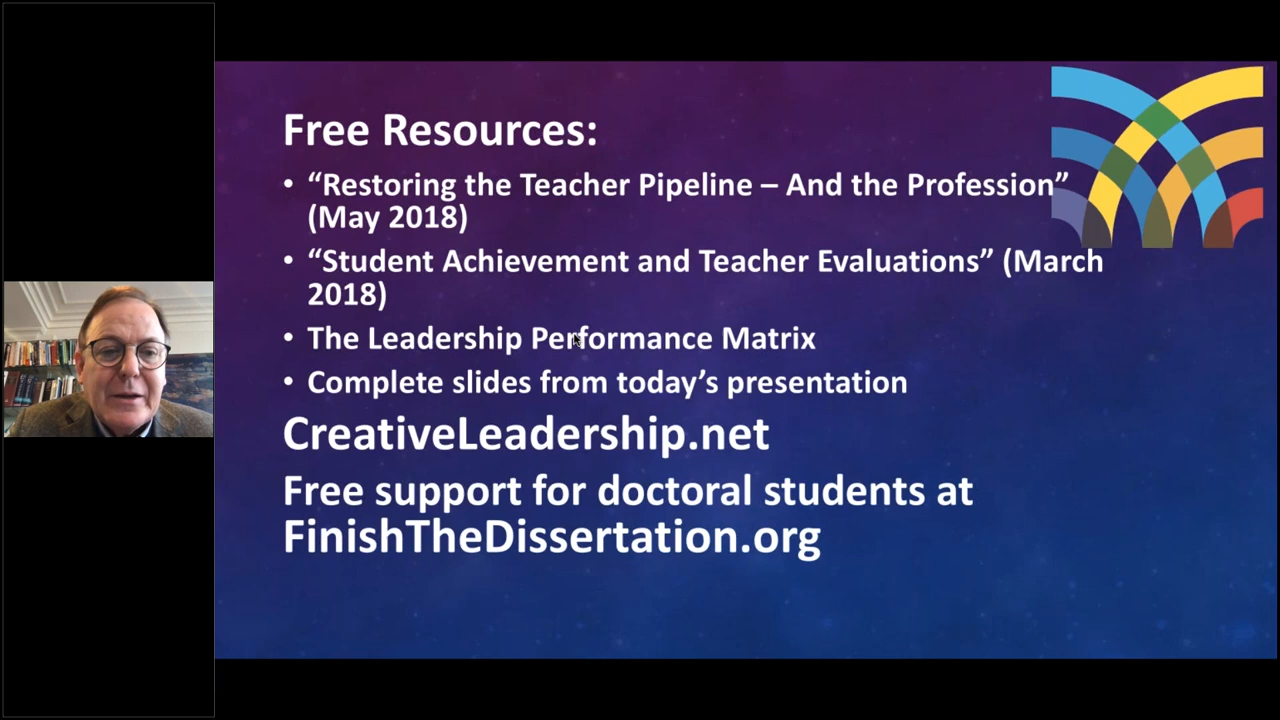 Free Resources:
• “Restoring the Teacher Pipeline – And the Profession”
(May 2018)
• “Student Achievement and Teacher Evaluations” (March
2018)
• The Leadership Performance Matrix
• Complete slides from today’s presentation
CreativeLeadership.net
Free support for doctoral students at
FinishTheDissertation.org